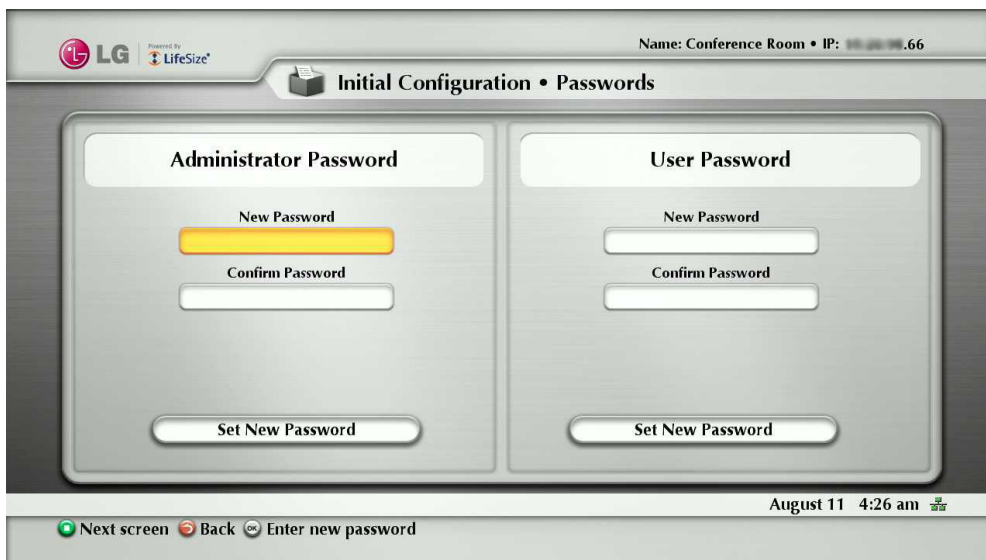 LG
Powered By
LifeSize®
Name: Conference Room • IP: .66
Initial Configuration • Passwords
Administrator Password
New Password
Confirm Password
Set New Password
User Password
New Password
Confirm Password
Set New Password
August 11 4:26 am
Next screen Back OK Enter new password